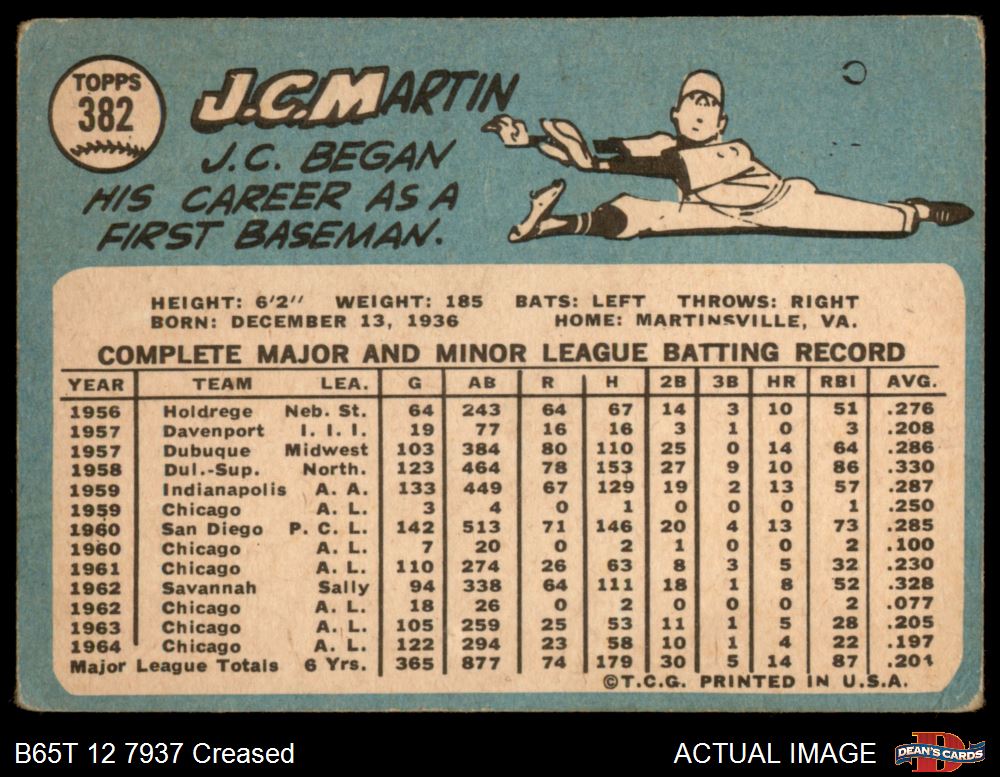 TOPPS
382
J.C. MARTIN
J.C. BEGAN
HIS CAREER AS A
FIRST BASEMAN.
HEIGHT: 6'2" WEIGHT: 185 BATS: LEFT THROWS: RIGHT
BORN: DECEMBER 13, 1936 HOME: MARTINSVILLE, VA.
COMPLETE MAJOR AND MINOR LEAGUE BATTING RECORD
YEAR TEAM LEA. G AB R H 2B 3B HR RBI AVG.
1956 Holdrege Neb. St. 64 243 64 67 14 3 10 51 .276
1957 Davenport I. I. I. 19 77 16 16 3 1 0 3 .208
1957 Dubuque Midwest 103 384 80 110 25 0 14 64 .286
1958 Dul.-Sup. North. 123 464 78 153 27 9 10 86 .330
1959 Indianapolis A. A. 133 449 67 129 19 2 13 57 .287
1959 Chicago A. L. 3 4 0 1 0 0 0 1 .250
1960 San Diego P. C. L. 142 513 71 146 20 4 13 73 .285
1960 Chicago A. L. 7 20 0 2 1 0 0 2 .100
1961 Chicago A. L. 110 274 26 63 8 3 5 32 .230
1962 Savannah Sally 94 338 64 111 18 1 8 52 .328
1962 Chicago A. L. 18 26 0 2 0 0 0 2 .077
1963 Chicago A. L. 105 259 25 53 11 1 5 28 .205
1964 Chicago A. L. 122 294 23 58 10 1 4 22 .197
Major League Totals 6 Yrs. 365 877 74 179 30 5 14 87 .201
©T.C.G. PRINTED IN U.S.A.
B65T 12 7937 Creased
ACTUAL IMAGE
DEAN'S CARDS